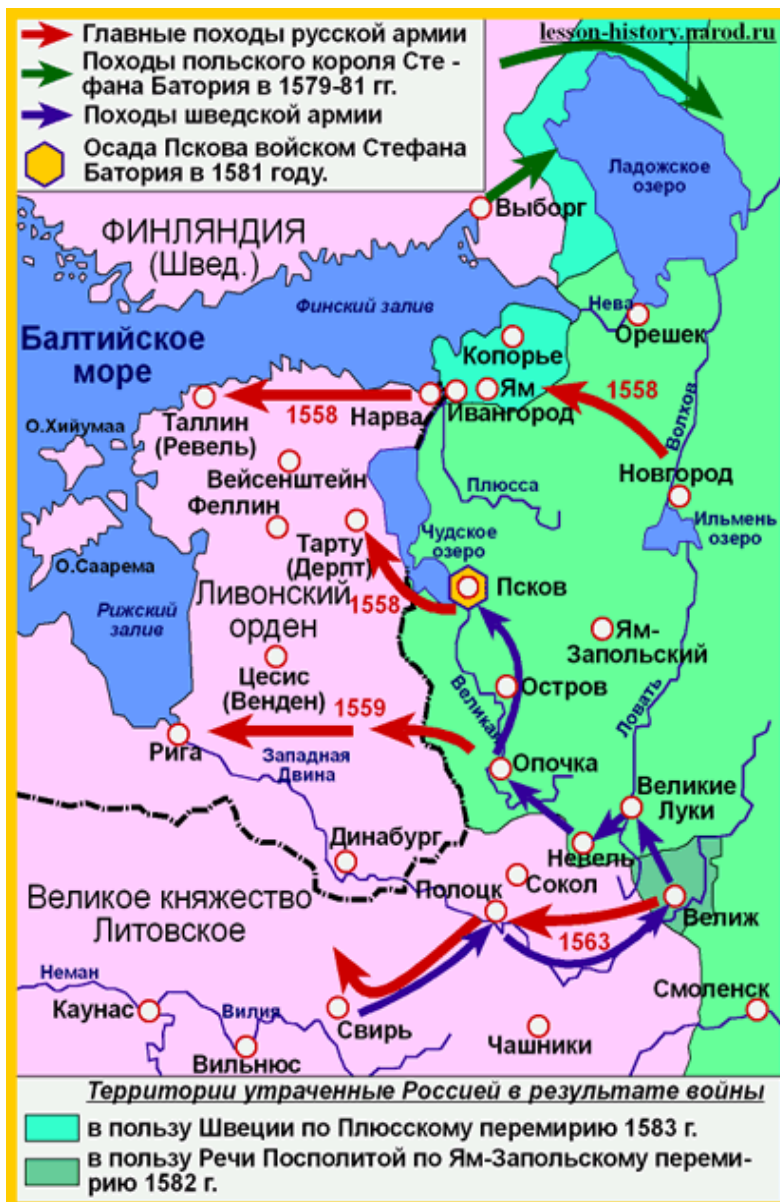 lesson-history.narod.ru
Главные походы русской армии
Походы польского короля Сте -
фана Батория в 1579-81 гг.
Походы шведской армии
Осада Пскова войском Стефана
Батория в 1581 году.
Ладожское
озеро
Выборг
ФИНЛЯНДИЯ
(Швед.)
Финский залив
Нева
Орешек
Балтийское
море
Копорье
Ям
Ивангород
Нарва
1558
1558
Таллин
(Ревель)
О.Хийумаа
Вейсенштейн
Волхов
Новгород
Плюсса
Феллин
Ильмень
озеро
Чудское
озеро
Тарту
(Дерпт)
О.Саарема
Псков
Ливонский
орден
1558
Рижский
залив
Ям-
Запольский
Цесис
(Венден)
Остров
Великая
Ловать
1559
Рига
Западная
Двина
Опочка
Великие
Луки
Динабург
Невель
Сокол
Полоцк
Велиж
Великое княжество
Литовское
1563
Неман
Каунас
Вилия
Свирь
Смоленск
Вильнюс
Чашники
Территории утраченные Россией в результате войны
в пользу Швеции по Плюсскому перемирию 1583 г.
в пользу Речи Посполитой по Ям-Запольскому переми-
рию 1582 г.